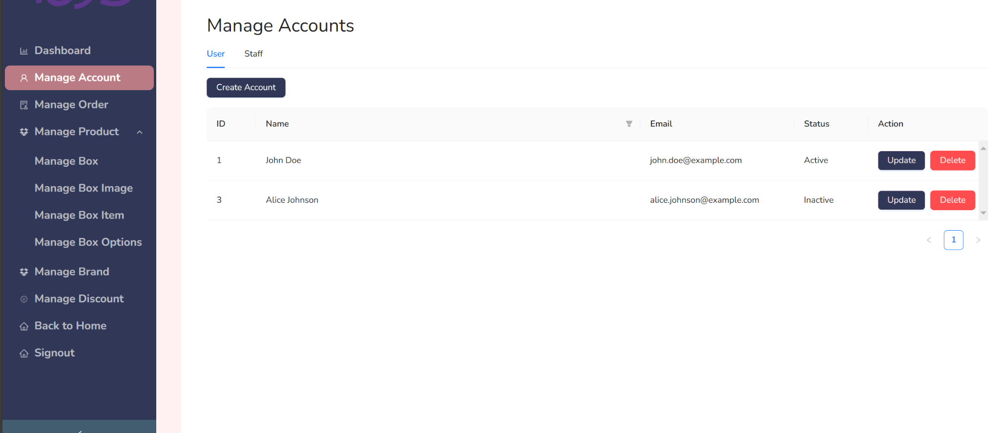 Dashboard
Manage Account
Manage Order
Manage Product
Manage Box
Manage Box Image
Manage Box Item
Manage Box Options
Manage Brand
Manage Discount
Back to Home
Signout
Manage Accounts
User Staff
Create Account
ID Name Email Status Action
1 John Doe john.doe@example.com Active Update Delete
3 Alice Johnson alice.johnson@example.com Inactive Update Delete
1